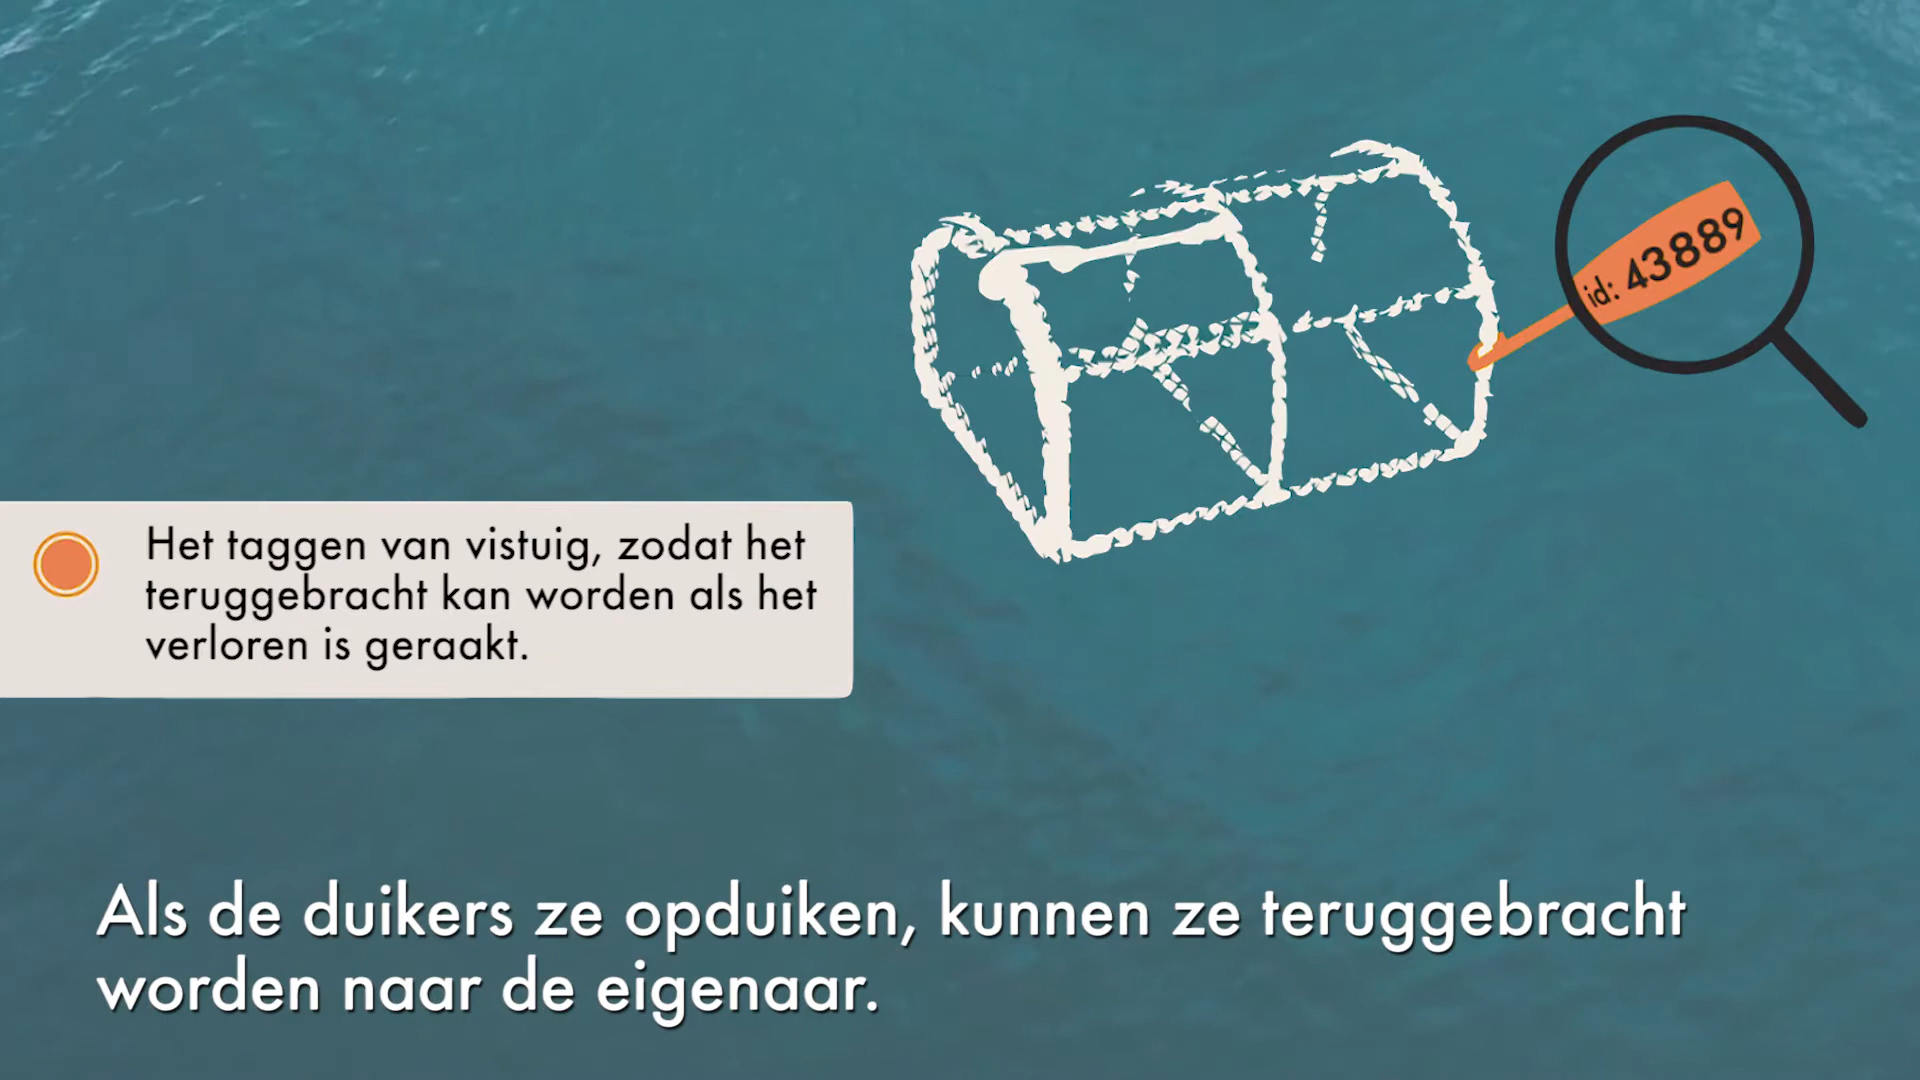 id: 43889
Het taggen van vistuig, zodat het
teruggebracht kan worden als het
verloren is geraakt.
Als de duikers ze opduiken, kunnen ze teruggebracht
worden naar de eigenaar.